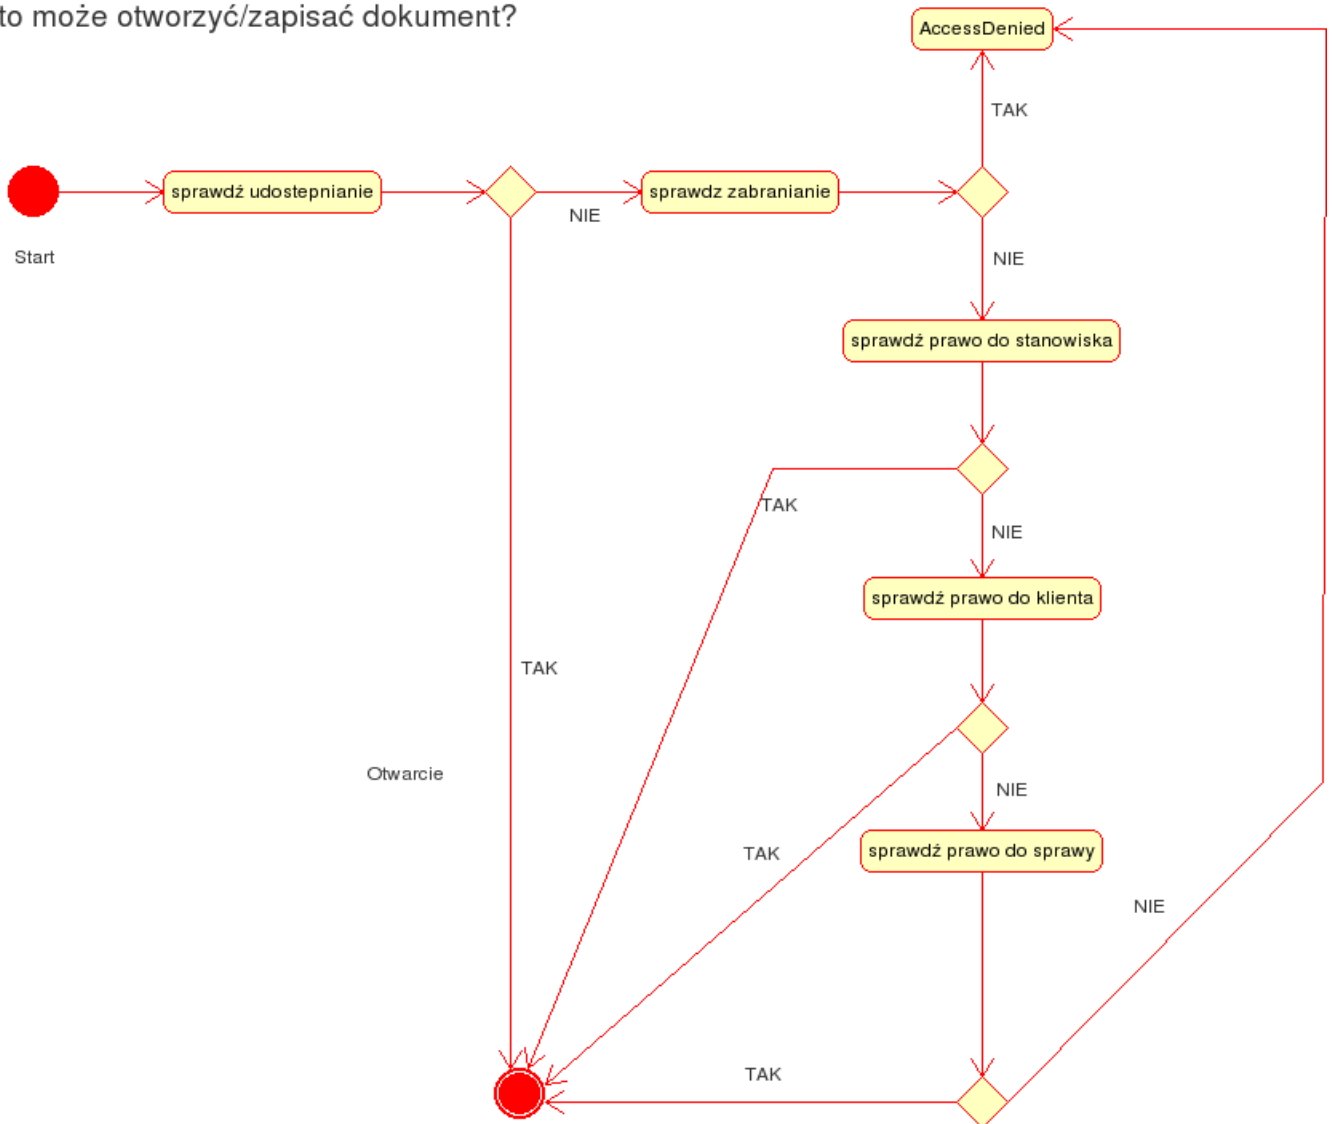 to może otworzyć/zapisać dokument?
AccessDenied
TAK
sprawdź udostepnianie
NIE
sprawdz zabranianie
Start
NIE
sprawdź prawo do stanowiska
TAK
NIE
sprawdź prawo do klienta
TAK
Otwarcie
NIE
TAK
sprawdź prawo do sprawy
NIE
TAK